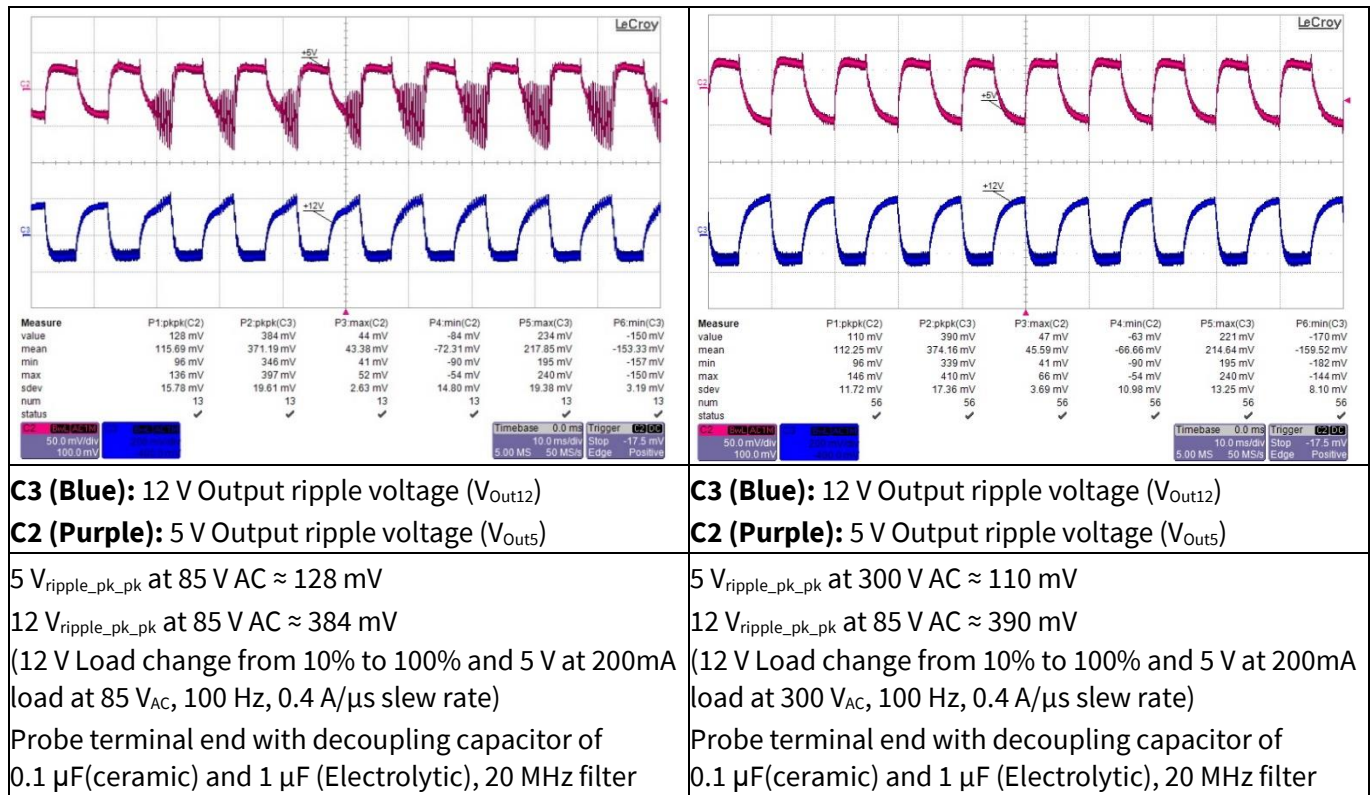 LeCroy
+5V
C2
+12V
C3
Measure P1:pkpk(C2) P2:pkpk(C3) P3:max(C2) P4:min(C2) P5:max(C3) P6:min(C3)
value 128 mV 384 mV 44 mV -84 mV 234 mV -150 mV
mean 115.69 mV 371.19 mV 43.38 mV -72.31 mV 217.85 mV -153.33 mV
min 96 mV 346 mV 41 mV -90 mV 195 mV -157 mV
max 136 mV 397 mV 52 mV -54 mV 240 mV -150 mV
sdev 15.78 mV 19.61 mV 2.63 mV 14.80 mV 19.38 mV 3.19 mV
num 13 13 13 13 13 13
status ✓ ✓ ✓ ✓ ✓ ✓
C2 BwL AC1M Timebase 0.0 ms Trigger C2 DC
50.0 mV/div 10.0 ms/div Stop -17.5 mV
100.0 mV 5.00 MS 50 MS/s Edge Positive
LeCroy
C2
+5V
+12V
C3
Measure P1:pkpk(C2) P2:pkpk(C3) P3:max(C2) P4:min(C2) P5:max(C3) P6:min(C3)
value 110 mV 390 mV 47 mV -63 mV 221 mV -170 mV
mean 112.25 mV 374.16 mV 45.59 mV -66.66 mV 214.64 mV -159.52 mV
min 96 mV 339 mV 41 mV -90 mV 195 mV -182 mV
max 146 mV 410 mV 66 mV -54 mV 240 mV -144 mV
sdev 11.72 mV 17.36 mV 3.69 mV 10.98 mV 13.25 mV 8.10 mV
num 56 56 56 56 56 56
status ✓ ✓ ✓ ✓ ✓ ✓
C2 BwL AC1M Timebase 0.0 ms Trigger C2 DC
50.0 mV/div 10.0 ms/div Stop -17.5 mV
100.0 mV 5.00 MS 50 MS/s Edge Positive
C3 (Blue): 12 V Output ripple voltage (VOut12)
C2 (Purple): 5 V Output ripple voltage (VOut5)
C3 (Blue): 12 V Output ripple voltage (VOut12)
C2 (Purple): 5 V Output ripple voltage (VOut5)
5 Vripple_pk_pk at 85 V AC ≈ 128 mV
12 Vripple_pk_pk at 85 V AC ≈ 384 mV
(12 V Load change from 10% to 100% and 5 V at 200mA
load at 85 VAC, 100 Hz, 0.4 A/μs slew rate)
Probe terminal end with decoupling capacitor of
0.1 μF(ceramic) and 1 μF (Electrolytic), 20 MHz filter
5 Vripple_pk_pk at 300 V AC ≈ 110 mV
12 Vripple_pk_pk at 85 V AC ≈ 390 mV
(12 V Load change from 10% to 100% and 5 V at 200mA
load at 300 VAC, 100 Hz, 0.4 A/μs slew rate)
Probe terminal end with decoupling capacitor of
0.1 μF(ceramic) and 1 μF (Electrolytic), 20 MHz filter